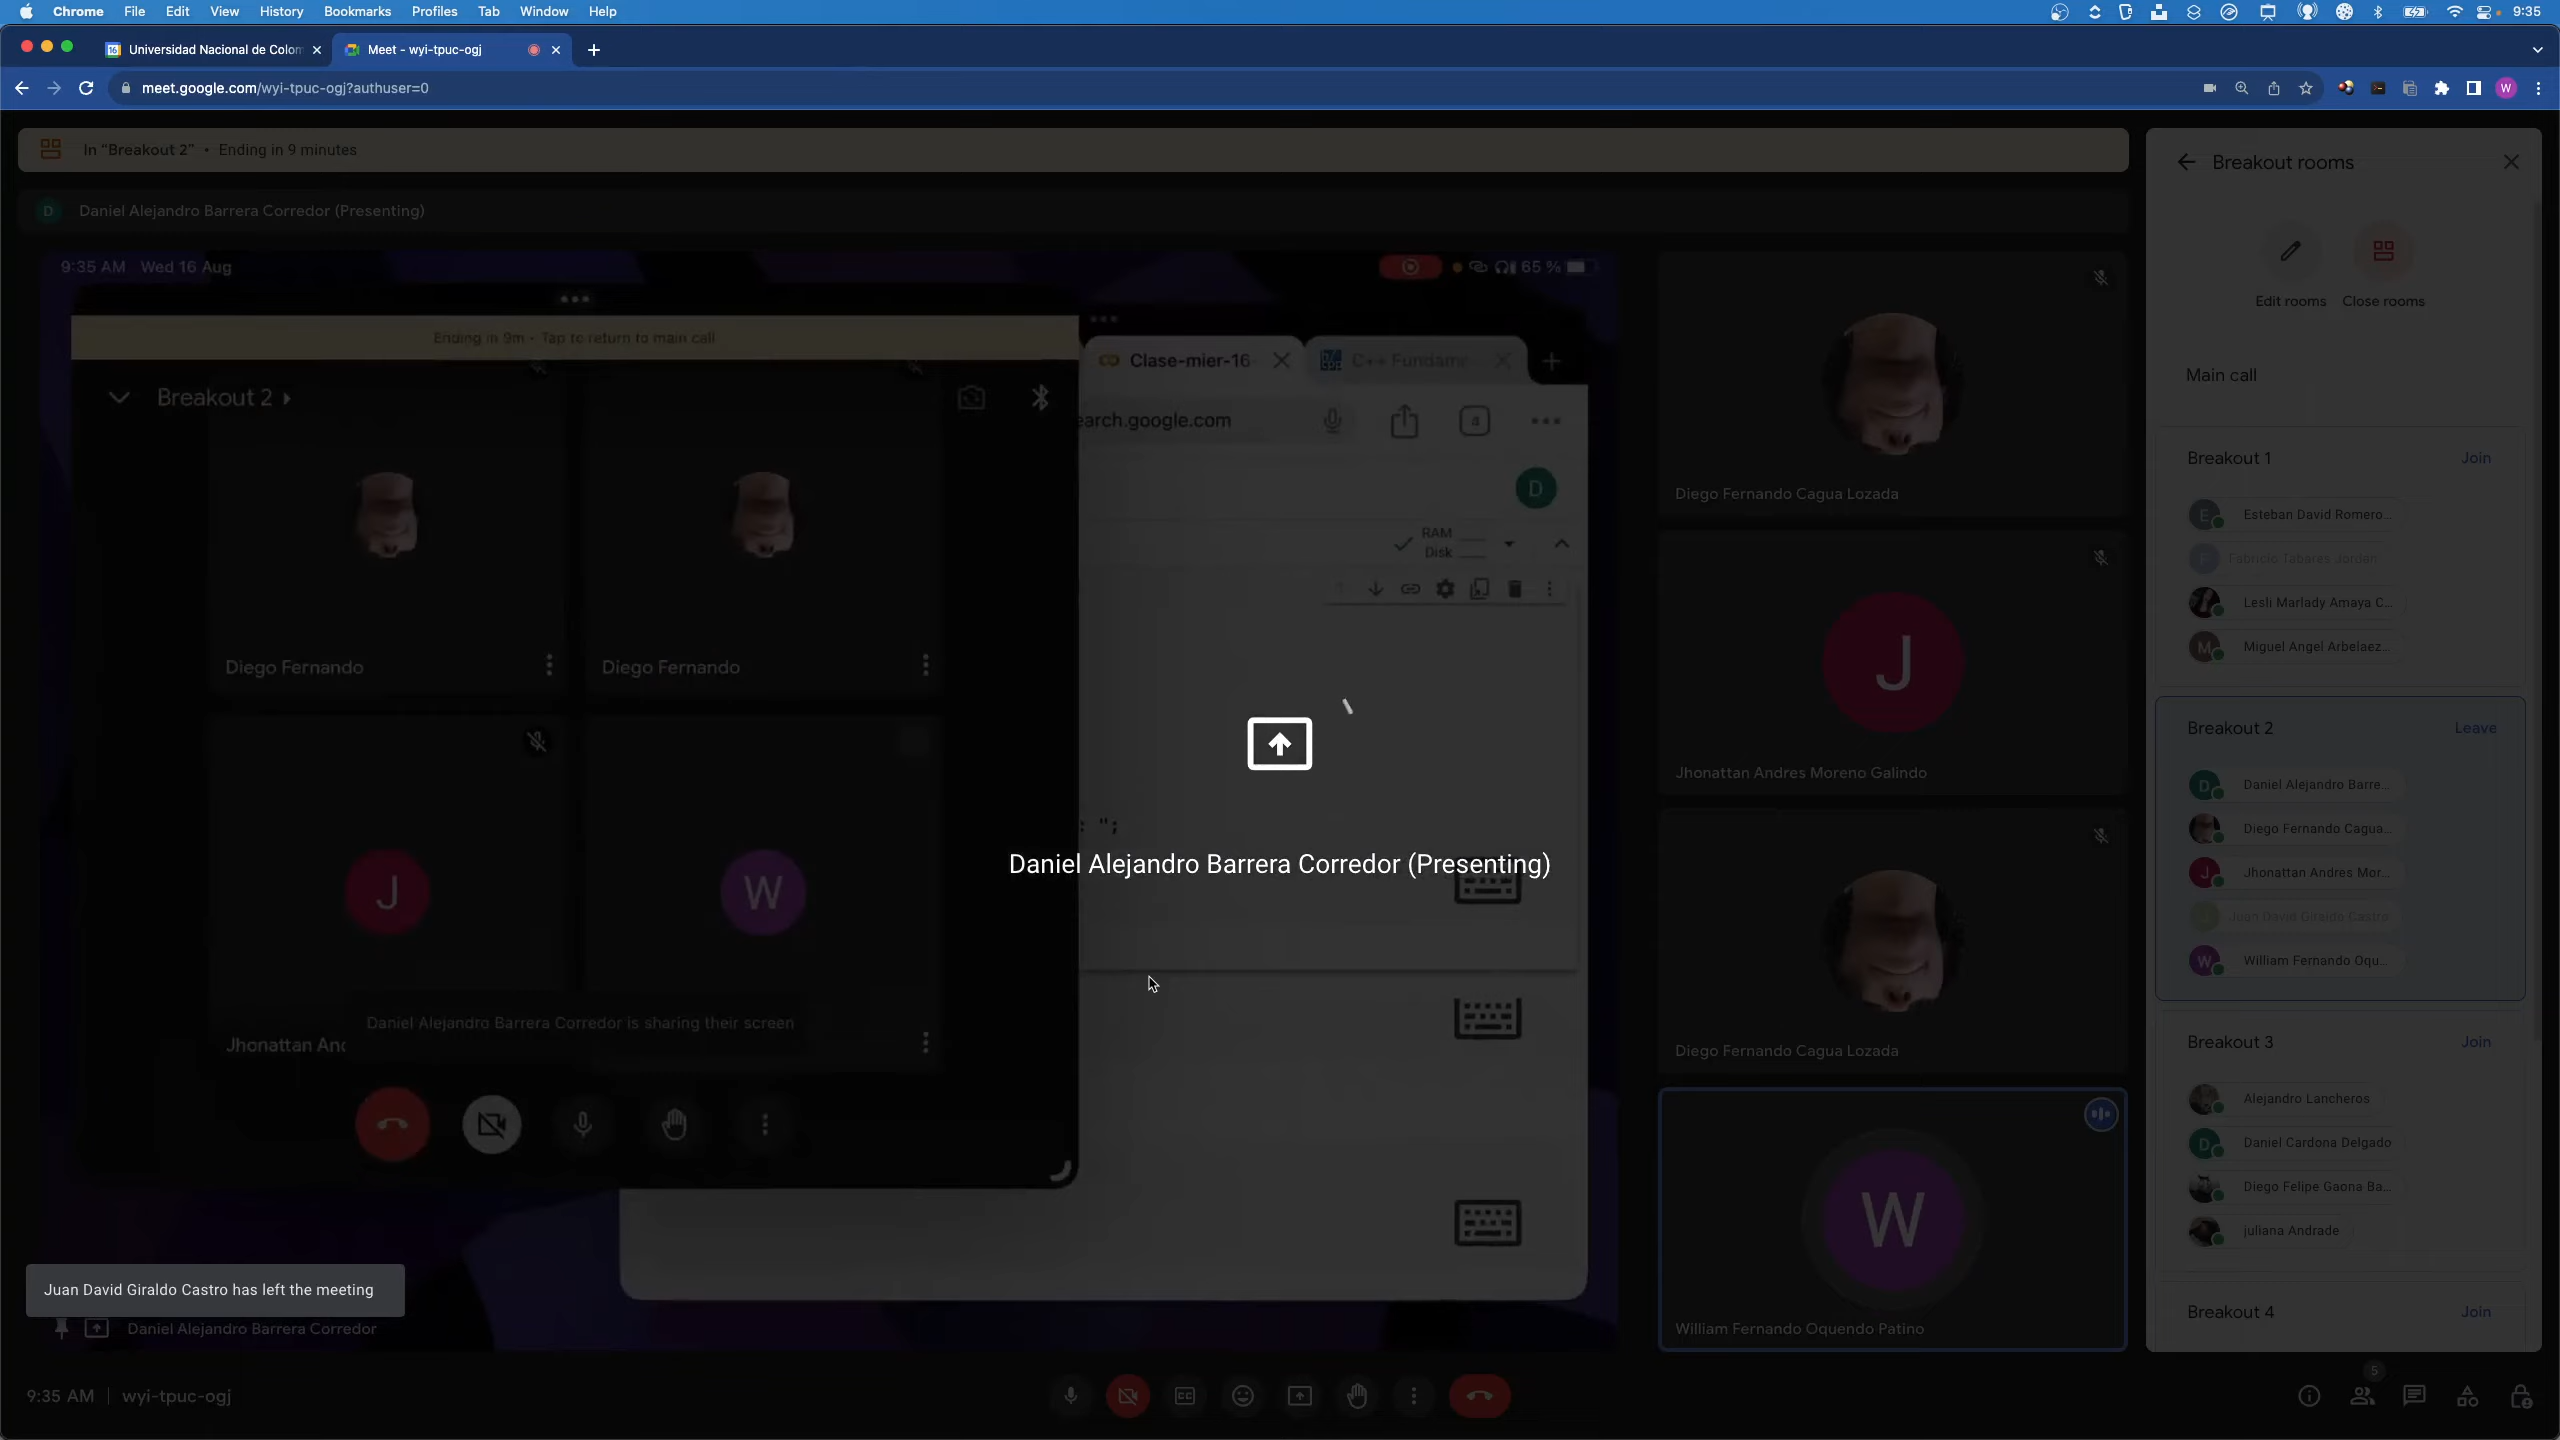 Chrome File Edit View History Bookmarks Profiles Tab Window Help 9:35
Universidad Nacional de Colom
Meet - wyi-tpuc-ogj
meet.google.com/wyi-tpuc-ogj?authuser=0
W
In "Breakout 2" • Ending in 9 minutes
D Daniel Alejandro Barrera Corredor (Presenting)
9:35 AM Wed 16 Aug
65 %
Ending in 9m • Tap to return to main call
Breakout 2
Clase-mier-16
C++ Fundame
earch.google.com
a
D
RAM
Disk
Diego Fernando
Diego Fernando
: ";
J
W
Daniel Alejandro Barrera Corredor (Presenting)
Daniel Alejandro Barrera Corredor is sharing their screen
Jhonattan And
Juan David Giraldo Castro has left the meeting
Daniel Alejandro Barrera Corredor
Diego Fernando Cagua Lozada
J
Jhonattan Andres Moreno Galindo
Diego Fernando Cagua Lozada
W
William Fernando Oquendo Patino
Breakout rooms
Edit rooms
Close rooms
Main call
Breakout 1 Join
E Esteban David Romero...
F Fabricio Tabares Jorden
Lesli Marlady Amaya C...
M Miguel Angel Arbelaez...
Breakout 2 Leave
D Daniel Alejandro Barre...
Diego Fernando Cagua...
J Jhonattan Andres Mor...
Juan David Giraldo Castro
W William Fernando Oqu...
Breakout 3 Join
Alejandro Lancheros
D Daniel Cardona Delgado
Diego Felipe Gaona Ba...
juliana Andrade
Breakout 4 Join
9:35 AM | wyi-tpuc-ogj
CC
5